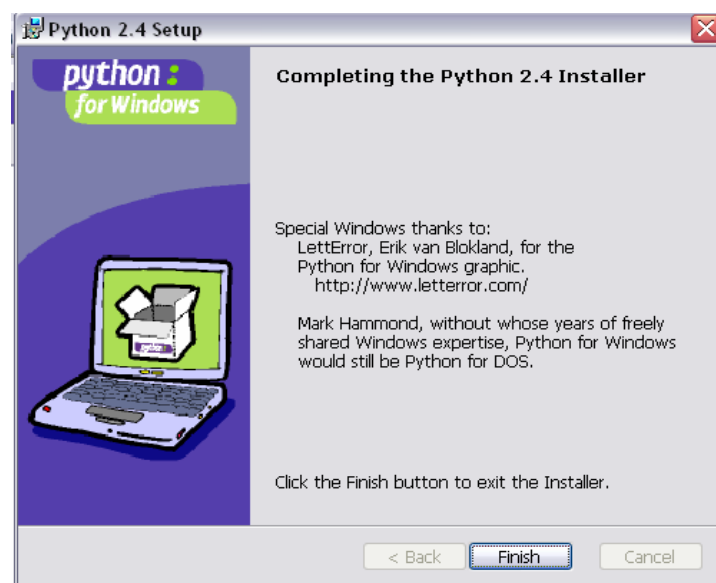 Python 2.4 Setup
python:
for Windows
Completing the Python 2.4 Installer
Special Windows thanks to:
LettError, Erik van Blokland, for the
Python for Windows graphic.
http://www.letterror.com/
Mark Hammond, without whose years of freely
shared Windows expertise, Python for Windows
would still be Python for DOS.
Click the Finish button to exit the Installer.
< Back
Finish
Cancel